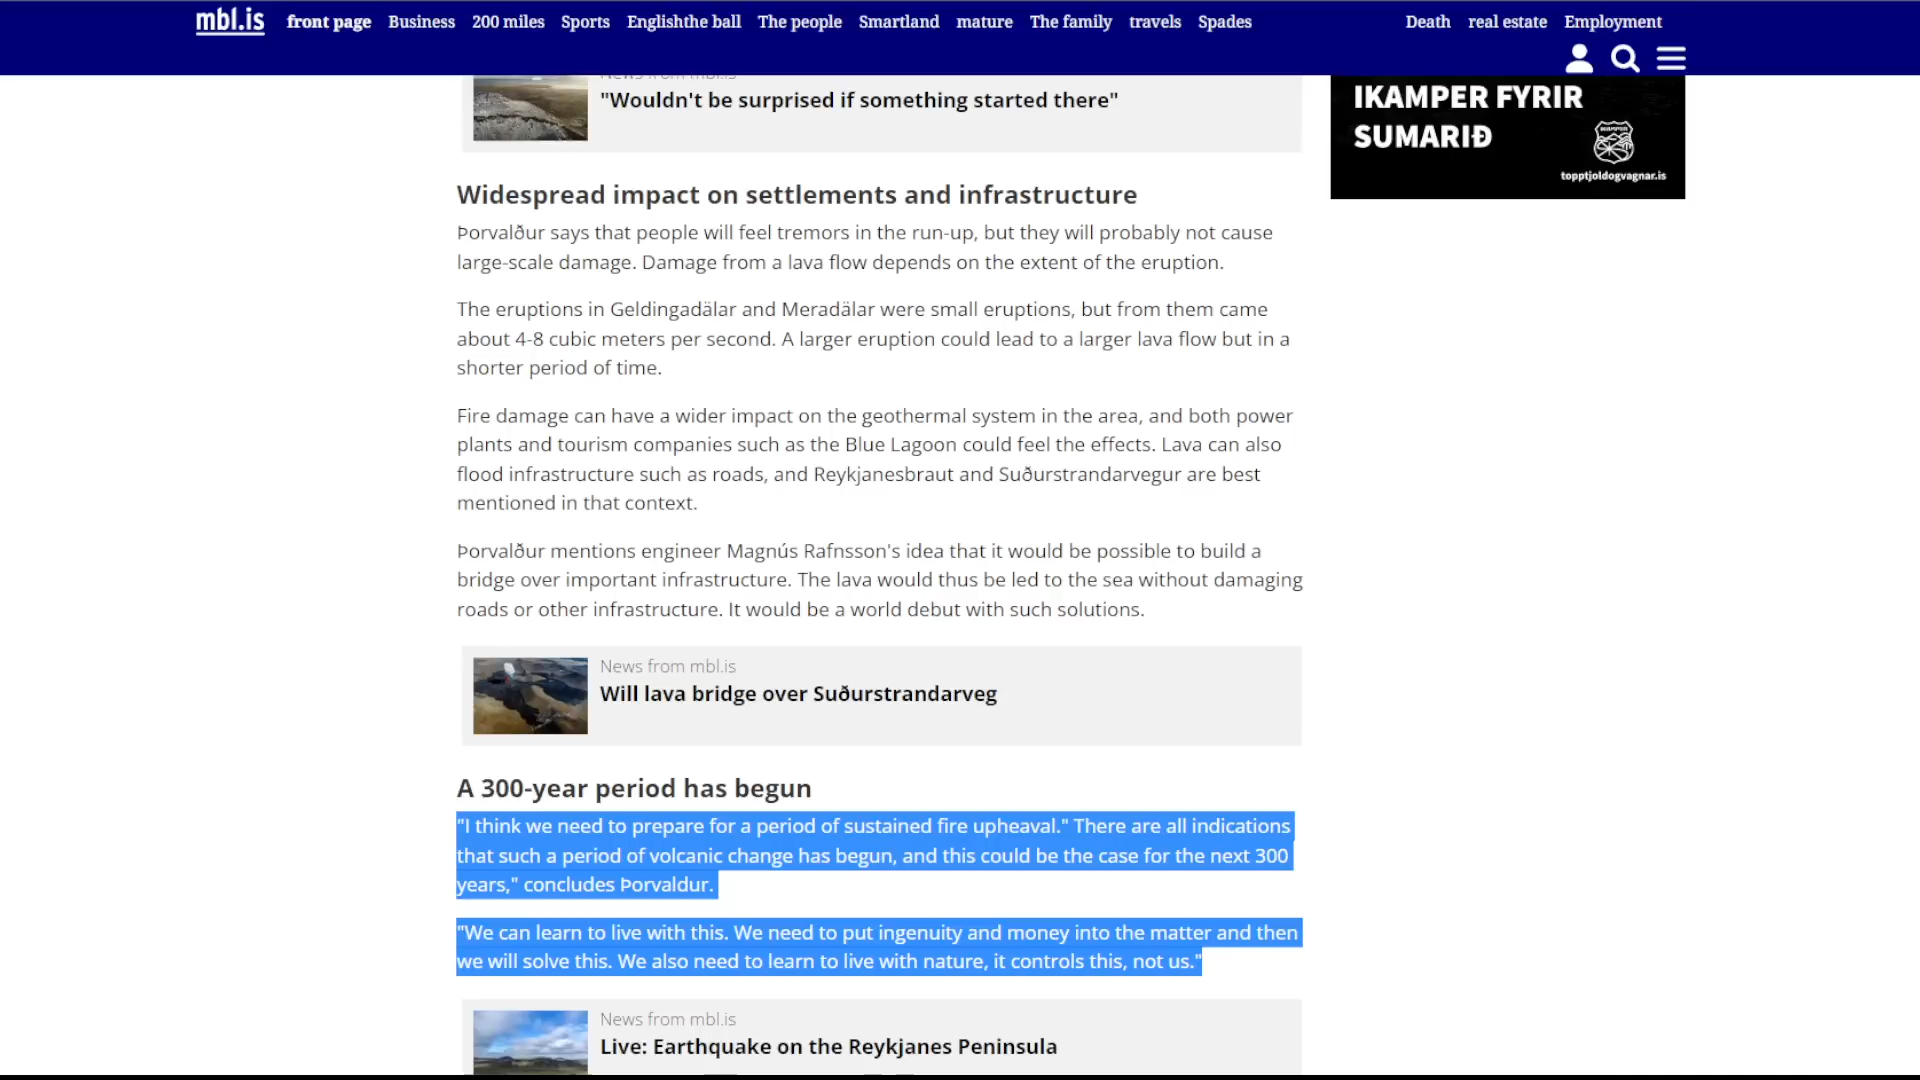 mbl.is front page Business 200 miles Sports Englishthe ball The people Smartland mature The family travels Spades Death real estate Employment
News from mbl.is
"Wouldn't be surprised if something started there"
IKAMPER FYRIR
SUMARIÐ
topptjoldogvagnar.is
Widespread impact on settlements and infrastructure
Þorvalður says that people will feel tremors in the run-up, but they will probably not cause
large-scale damage. Damage from a lava flow depends on the extent of the eruption.
The eruptions in Geldingadälar and Meradälar were small eruptions, but from them came
about 4-8 cubic meters per second. A larger eruption could lead to a larger lava flow but in a
shorter period of time.
Fire damage can have a wider impact on the geothermal system in the area, and both power
plants and tourism companies such as the Blue Lagoon could feel the effects. Lava can also
flood infrastructure such as roads, and Reykjanesbraut and Suðurstrandarvegur are best
mentioned in that context.
Þorvalður mentions engineer Magnús Rafnsson's idea that it would be possible to build a
bridge over important infrastructure. The lava would thus be led to the sea without damaging
roads or other infrastructure. It would be a world debut with such solutions.
News from mbl.is
Will lava bridge over Suðurstrandarveg
A 300-year period has begun
"I think we need to prepare for a period of sustained fire upheaval." There are all indications
that such a period of volcanic change has begun, and this could be the case for the next 300
years," concludes Þorvaldur.
"We can learn to live with this. We need to put ingenuity and money into the matter and then
we will solve this. We also need to learn to live with nature, it controls this, not us."
News from mbl.is
Live: Earthquake on the Reykjanes Peninsula